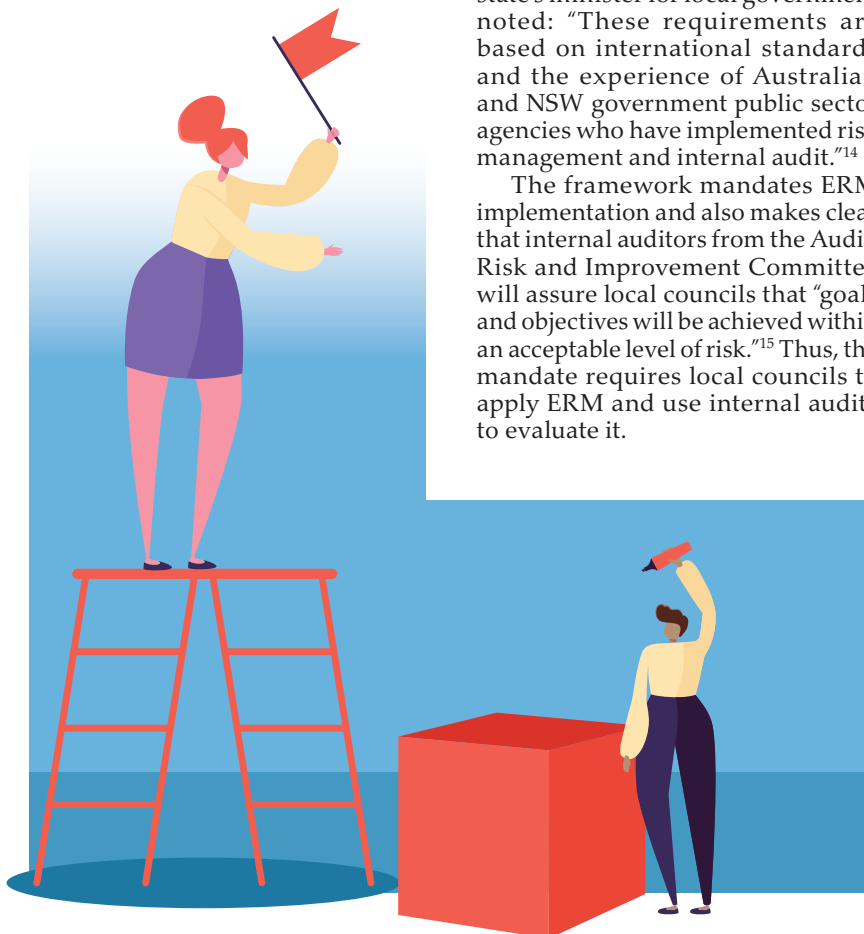 noted: “These requirements ar
based on international standard
and the experience of Australia
and NSW government public secto
agencies who have implemented ris
management and internal audit.”14
The framework mandates ERM
implementation and also makes clea
that internal auditors from the Audi
Risk and Improvement Committe
will assure local councils that “goal
and objectives will be achieved withi
an acceptable level of risk.”15 Thus, th
mandate requires local councils t
apply ERM and use internal audit
to evaluate it.